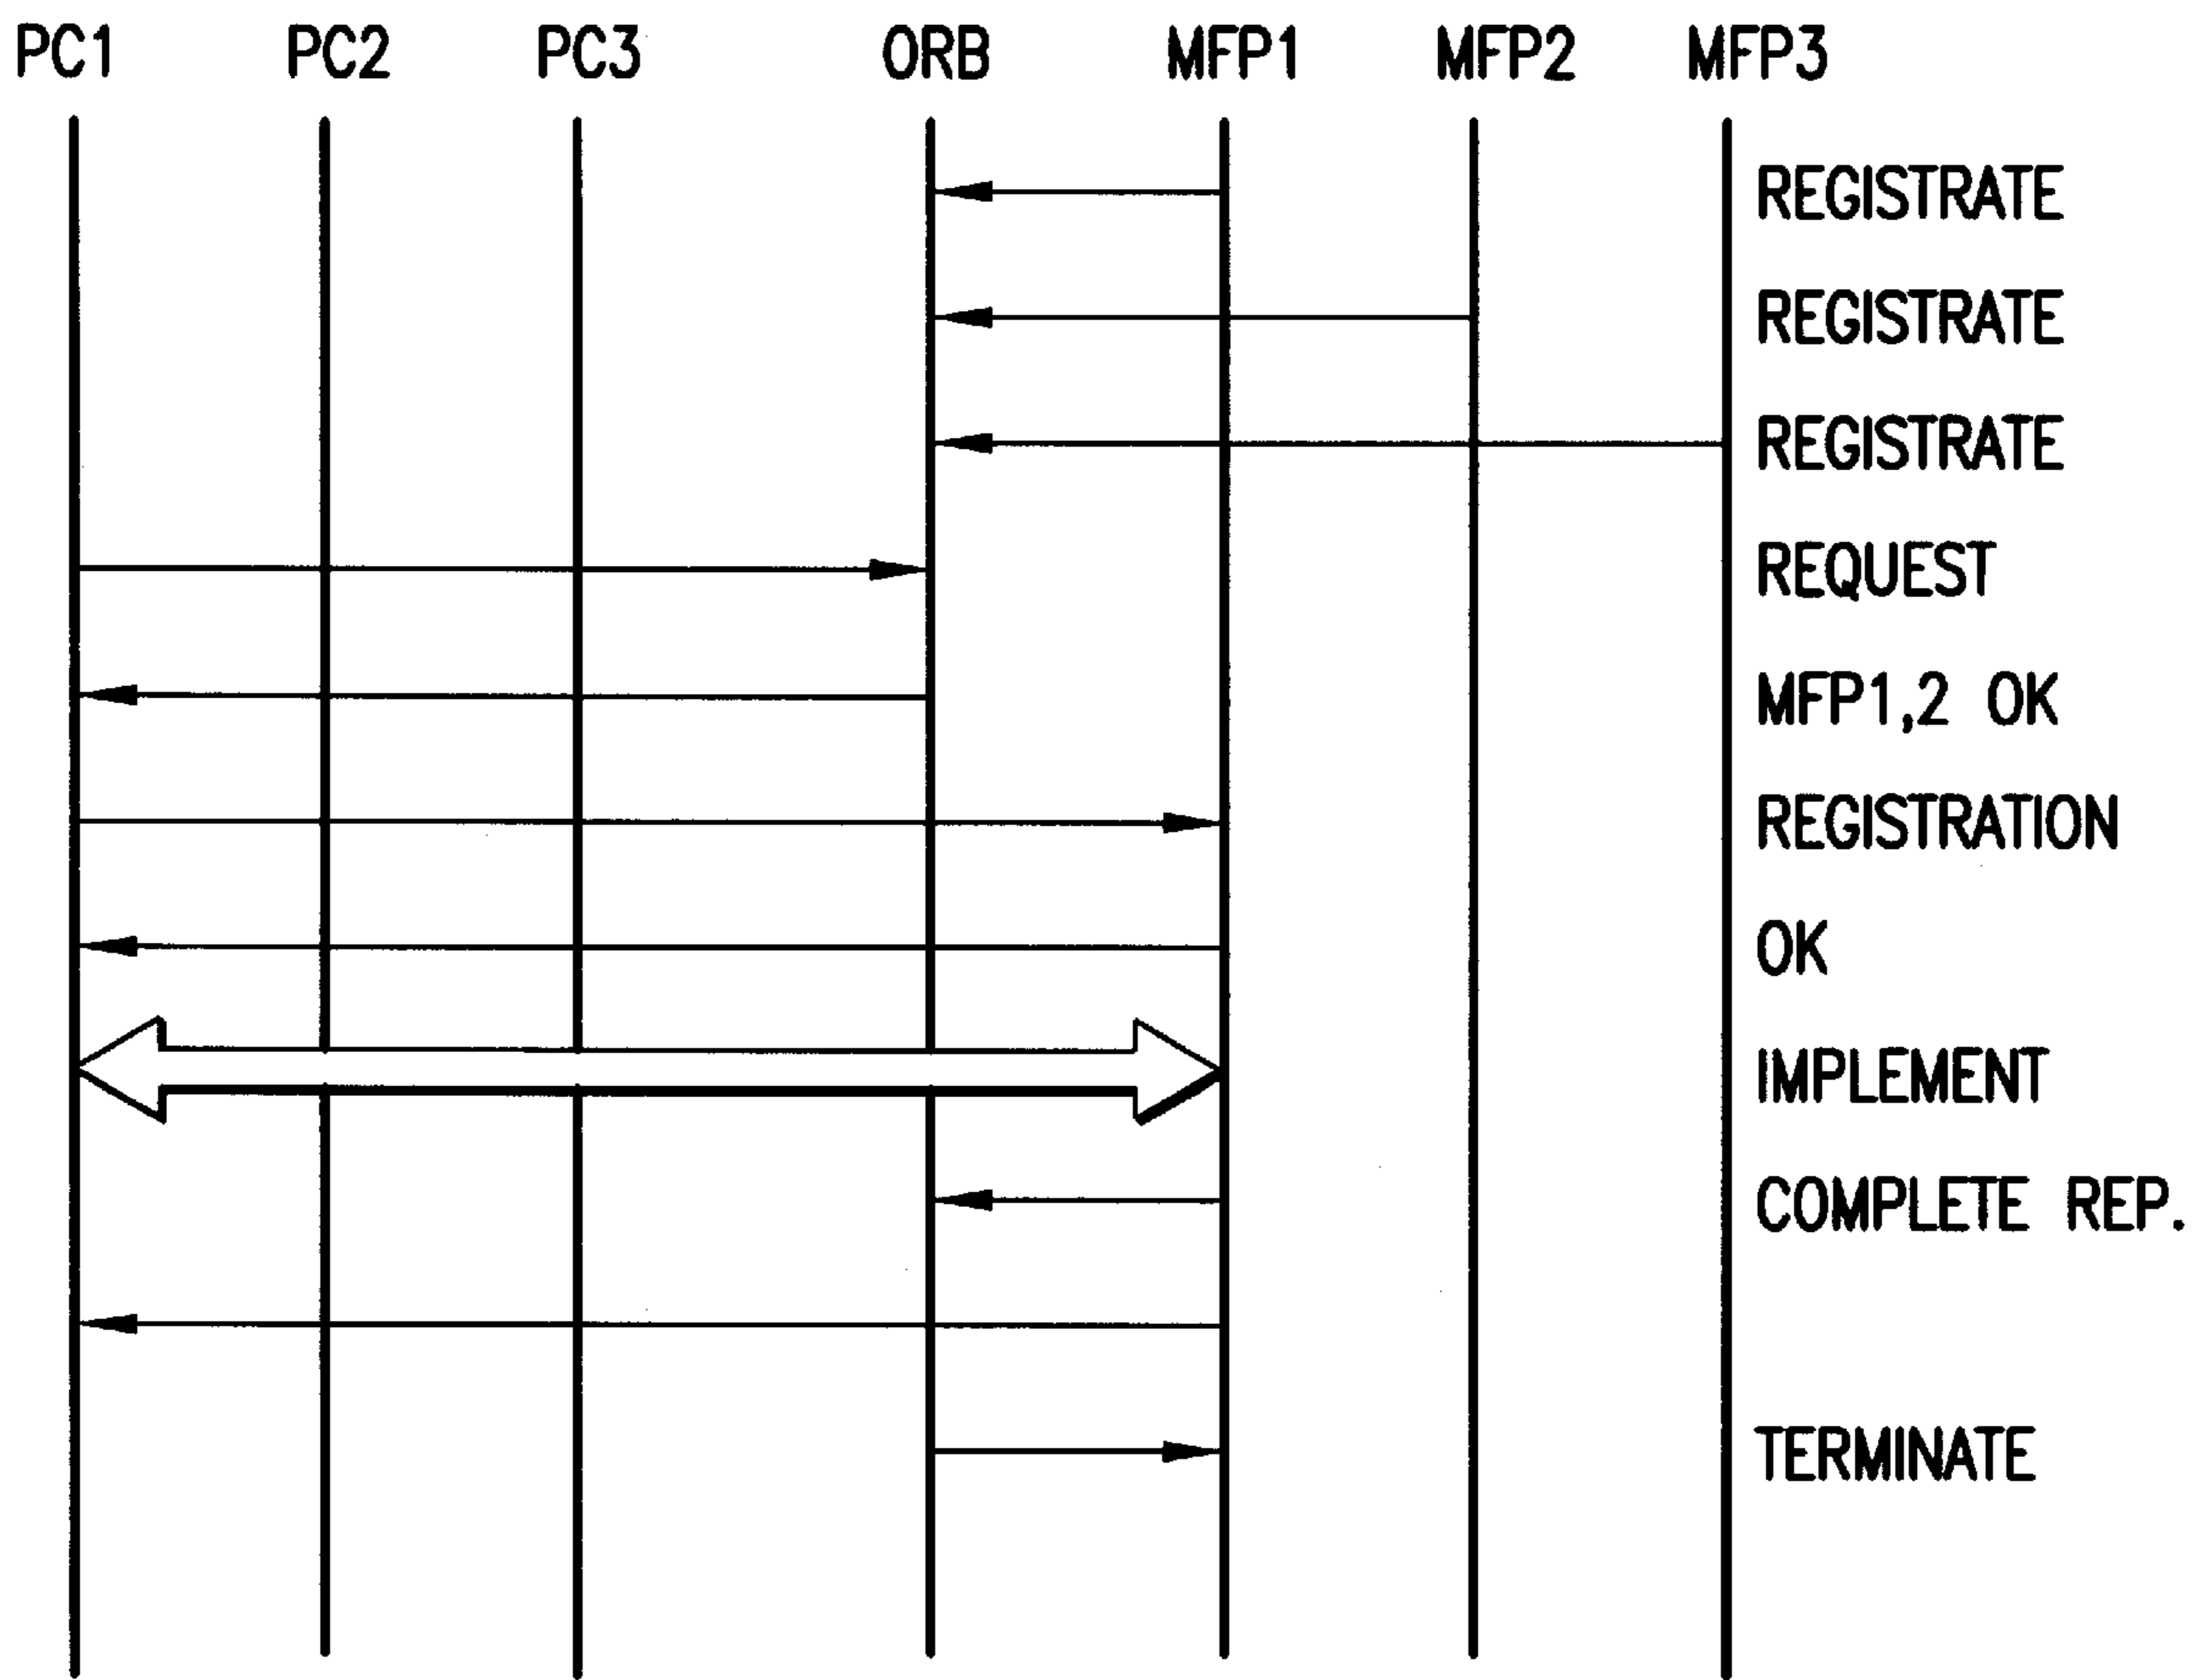 PC1 PC2 PC3 ORB MFP1 MFP2 MFP3
REGISTRATE
REGISTRATE
REGISTRATE
REQUEST
MFP1,2 OK
REGISTRATION
OK
IMPLEMENT
COMPLETE REP.
TERMINATE